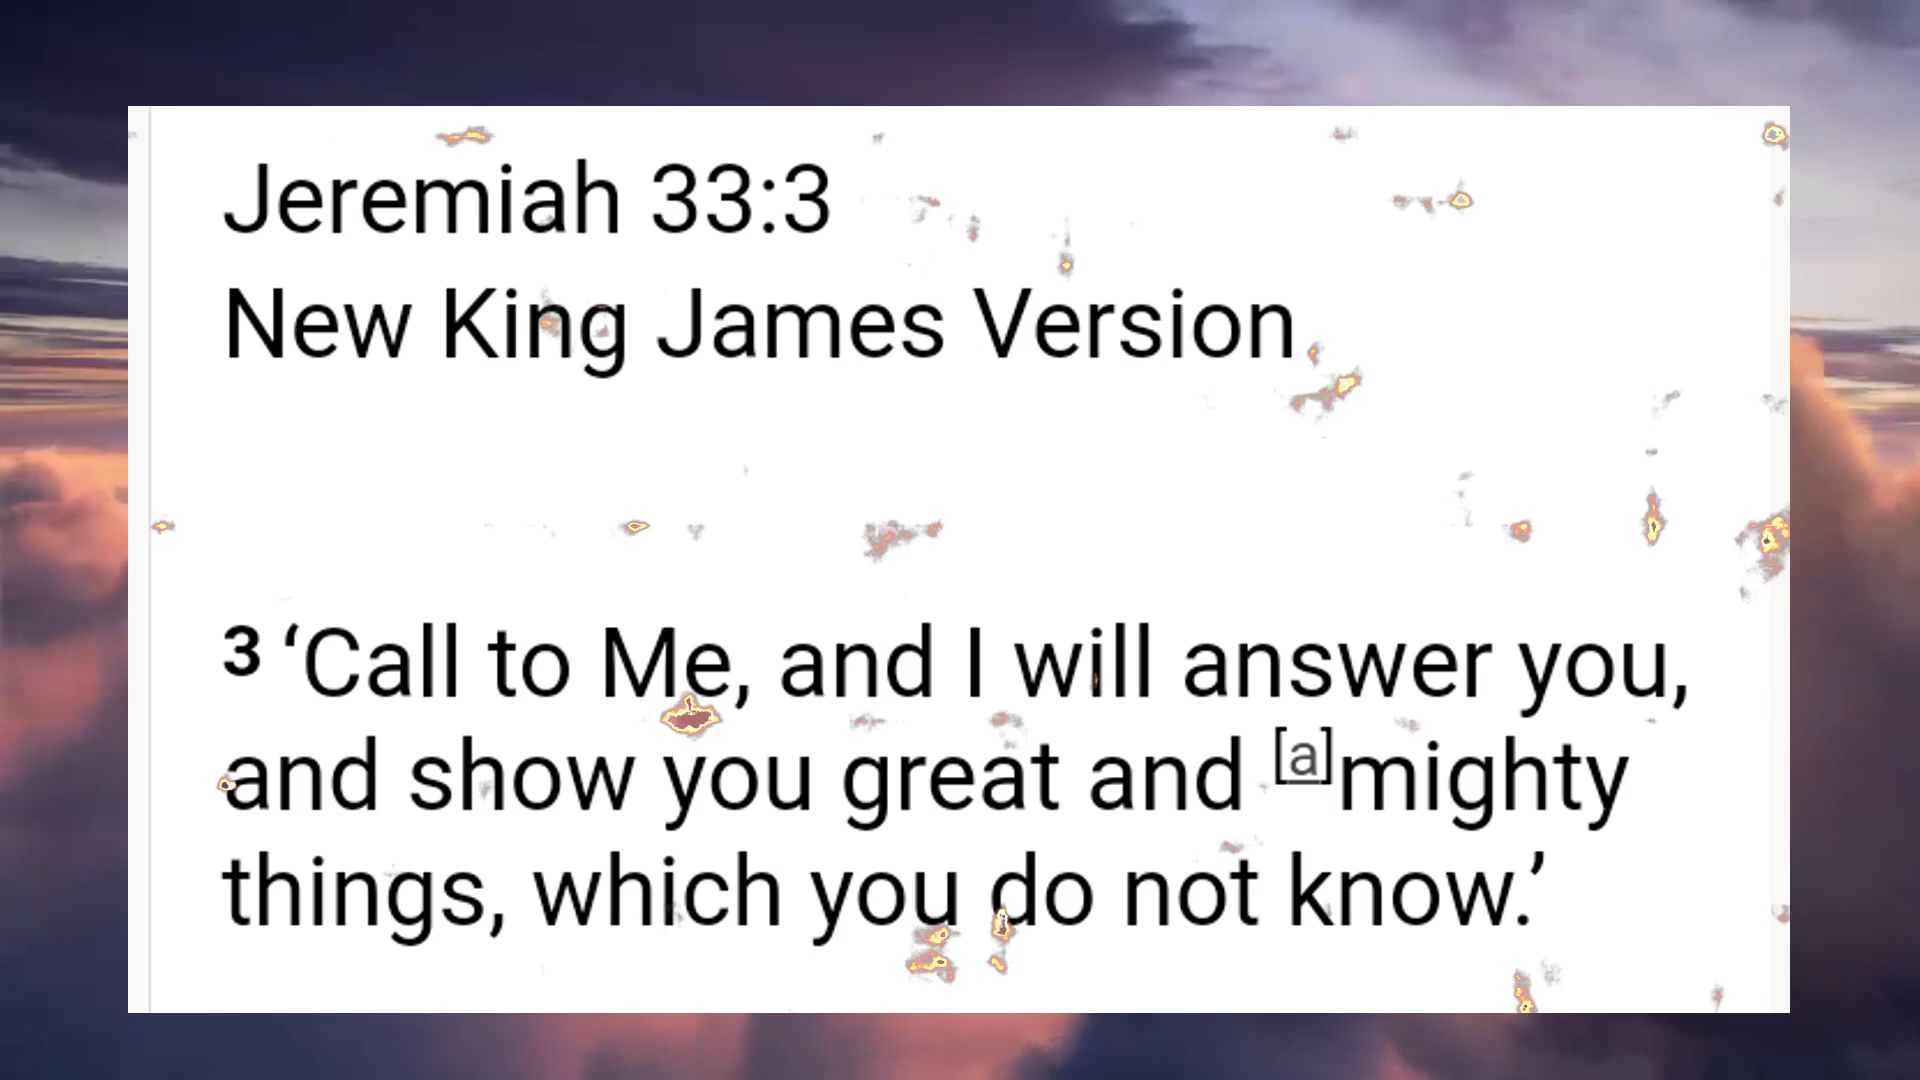 Jeremiah 33:3
New King James Version
3 ‘Call to Me, and I will answer you,
and show you great and [a]mighty
things, which you do not know.’